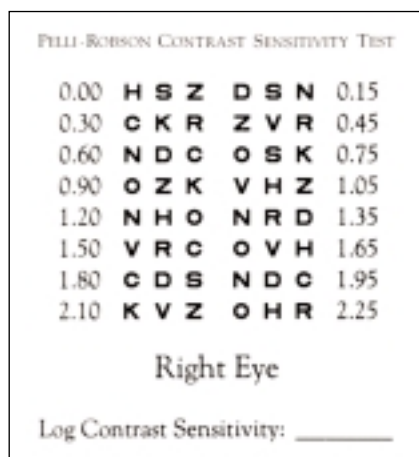 PELLI-ROBSON CONTRAST SENSITIVITY TEST
0.00 H S Z D S N 0.15
0.30 C K R Z V R 0.45
0.60 N D C O S K 0.75
0.90 O Z K V H Z 1.05
1.20 N H O N R D 1.35
1.50 V R C O V H 1.65
1.80 C D S N D C 1.95
2.10 K V Z O H R 2.25
Right Eye
Log Contrast Sensitivity: ________